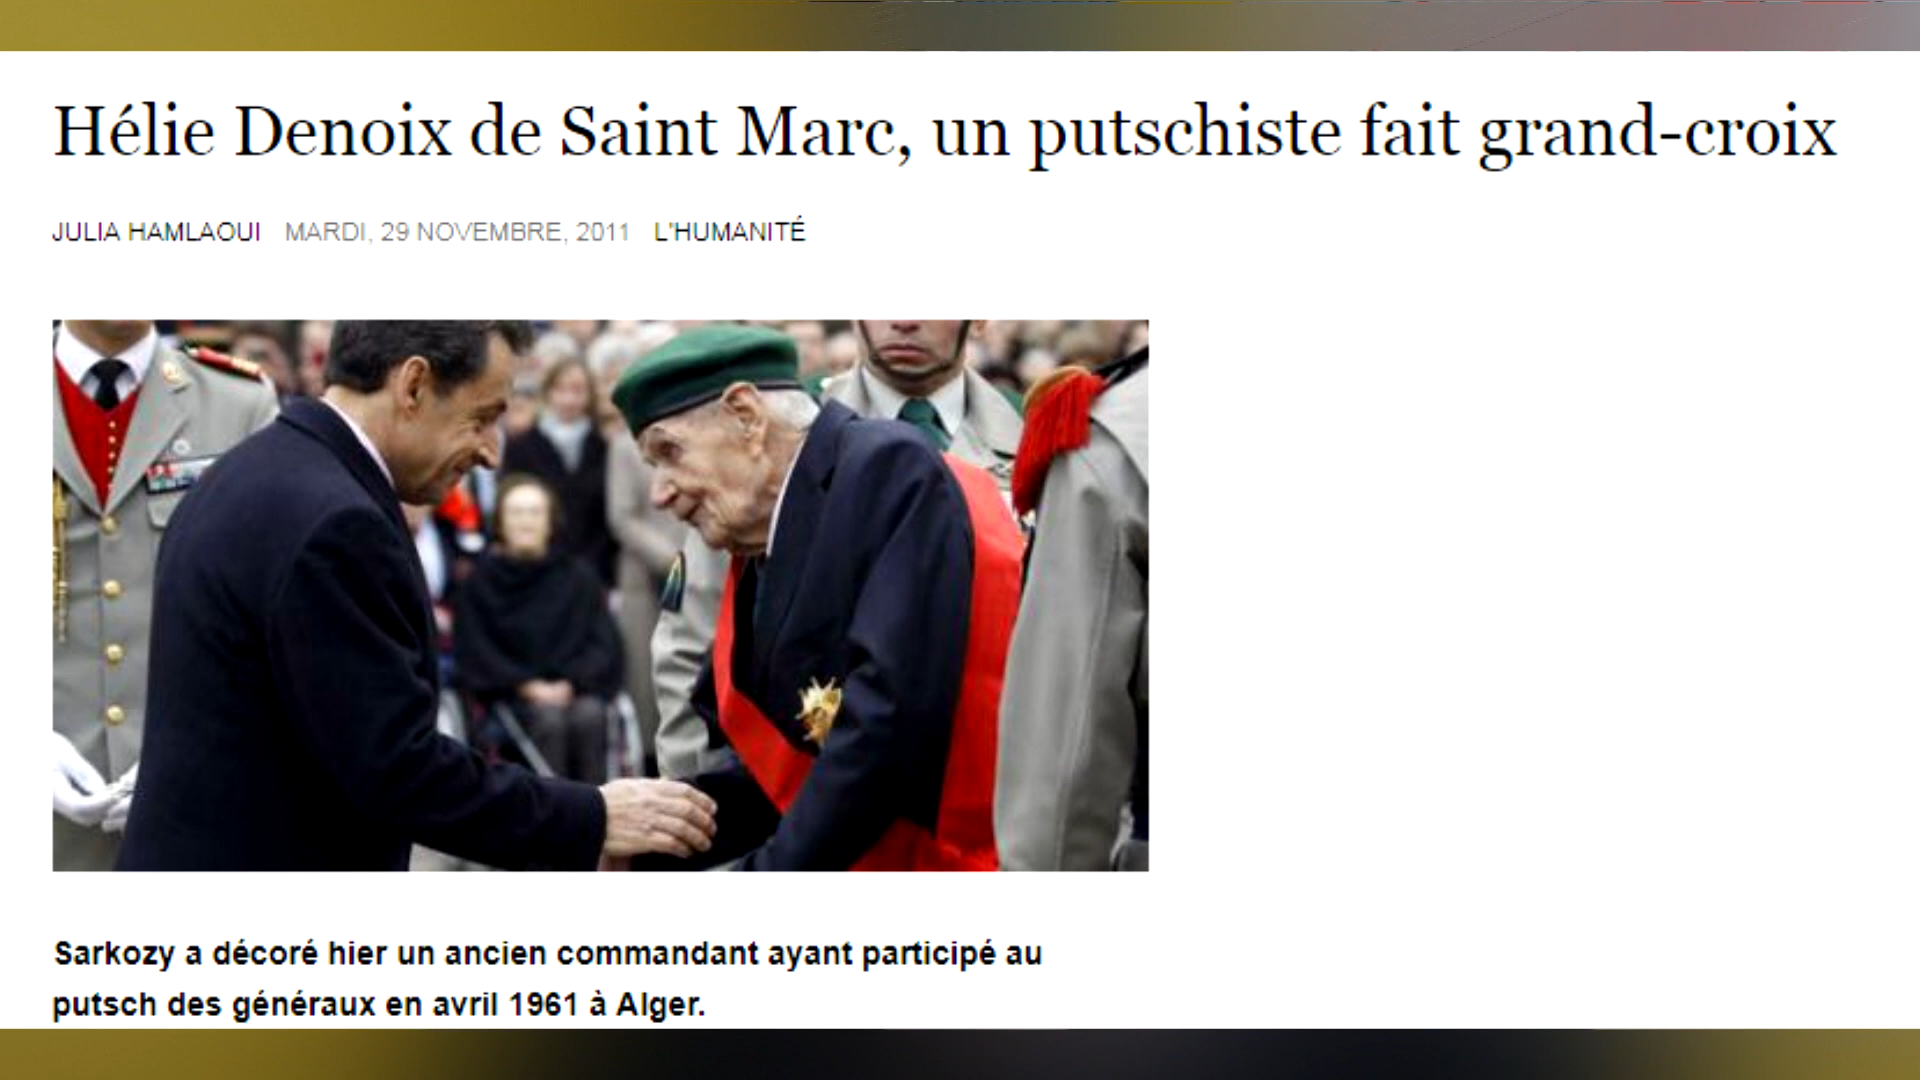 Hélie Denoix de Saint Marc, un putschiste fait grand-croix
JULIA HAMLAOUI MARDI, 29 NOVEMBRE, 2011 L'HUMANITÉ
Sarkozy a décoré hier un ancien commandant ayant participé au
putsch des généraux en avril 1961 à Alger.